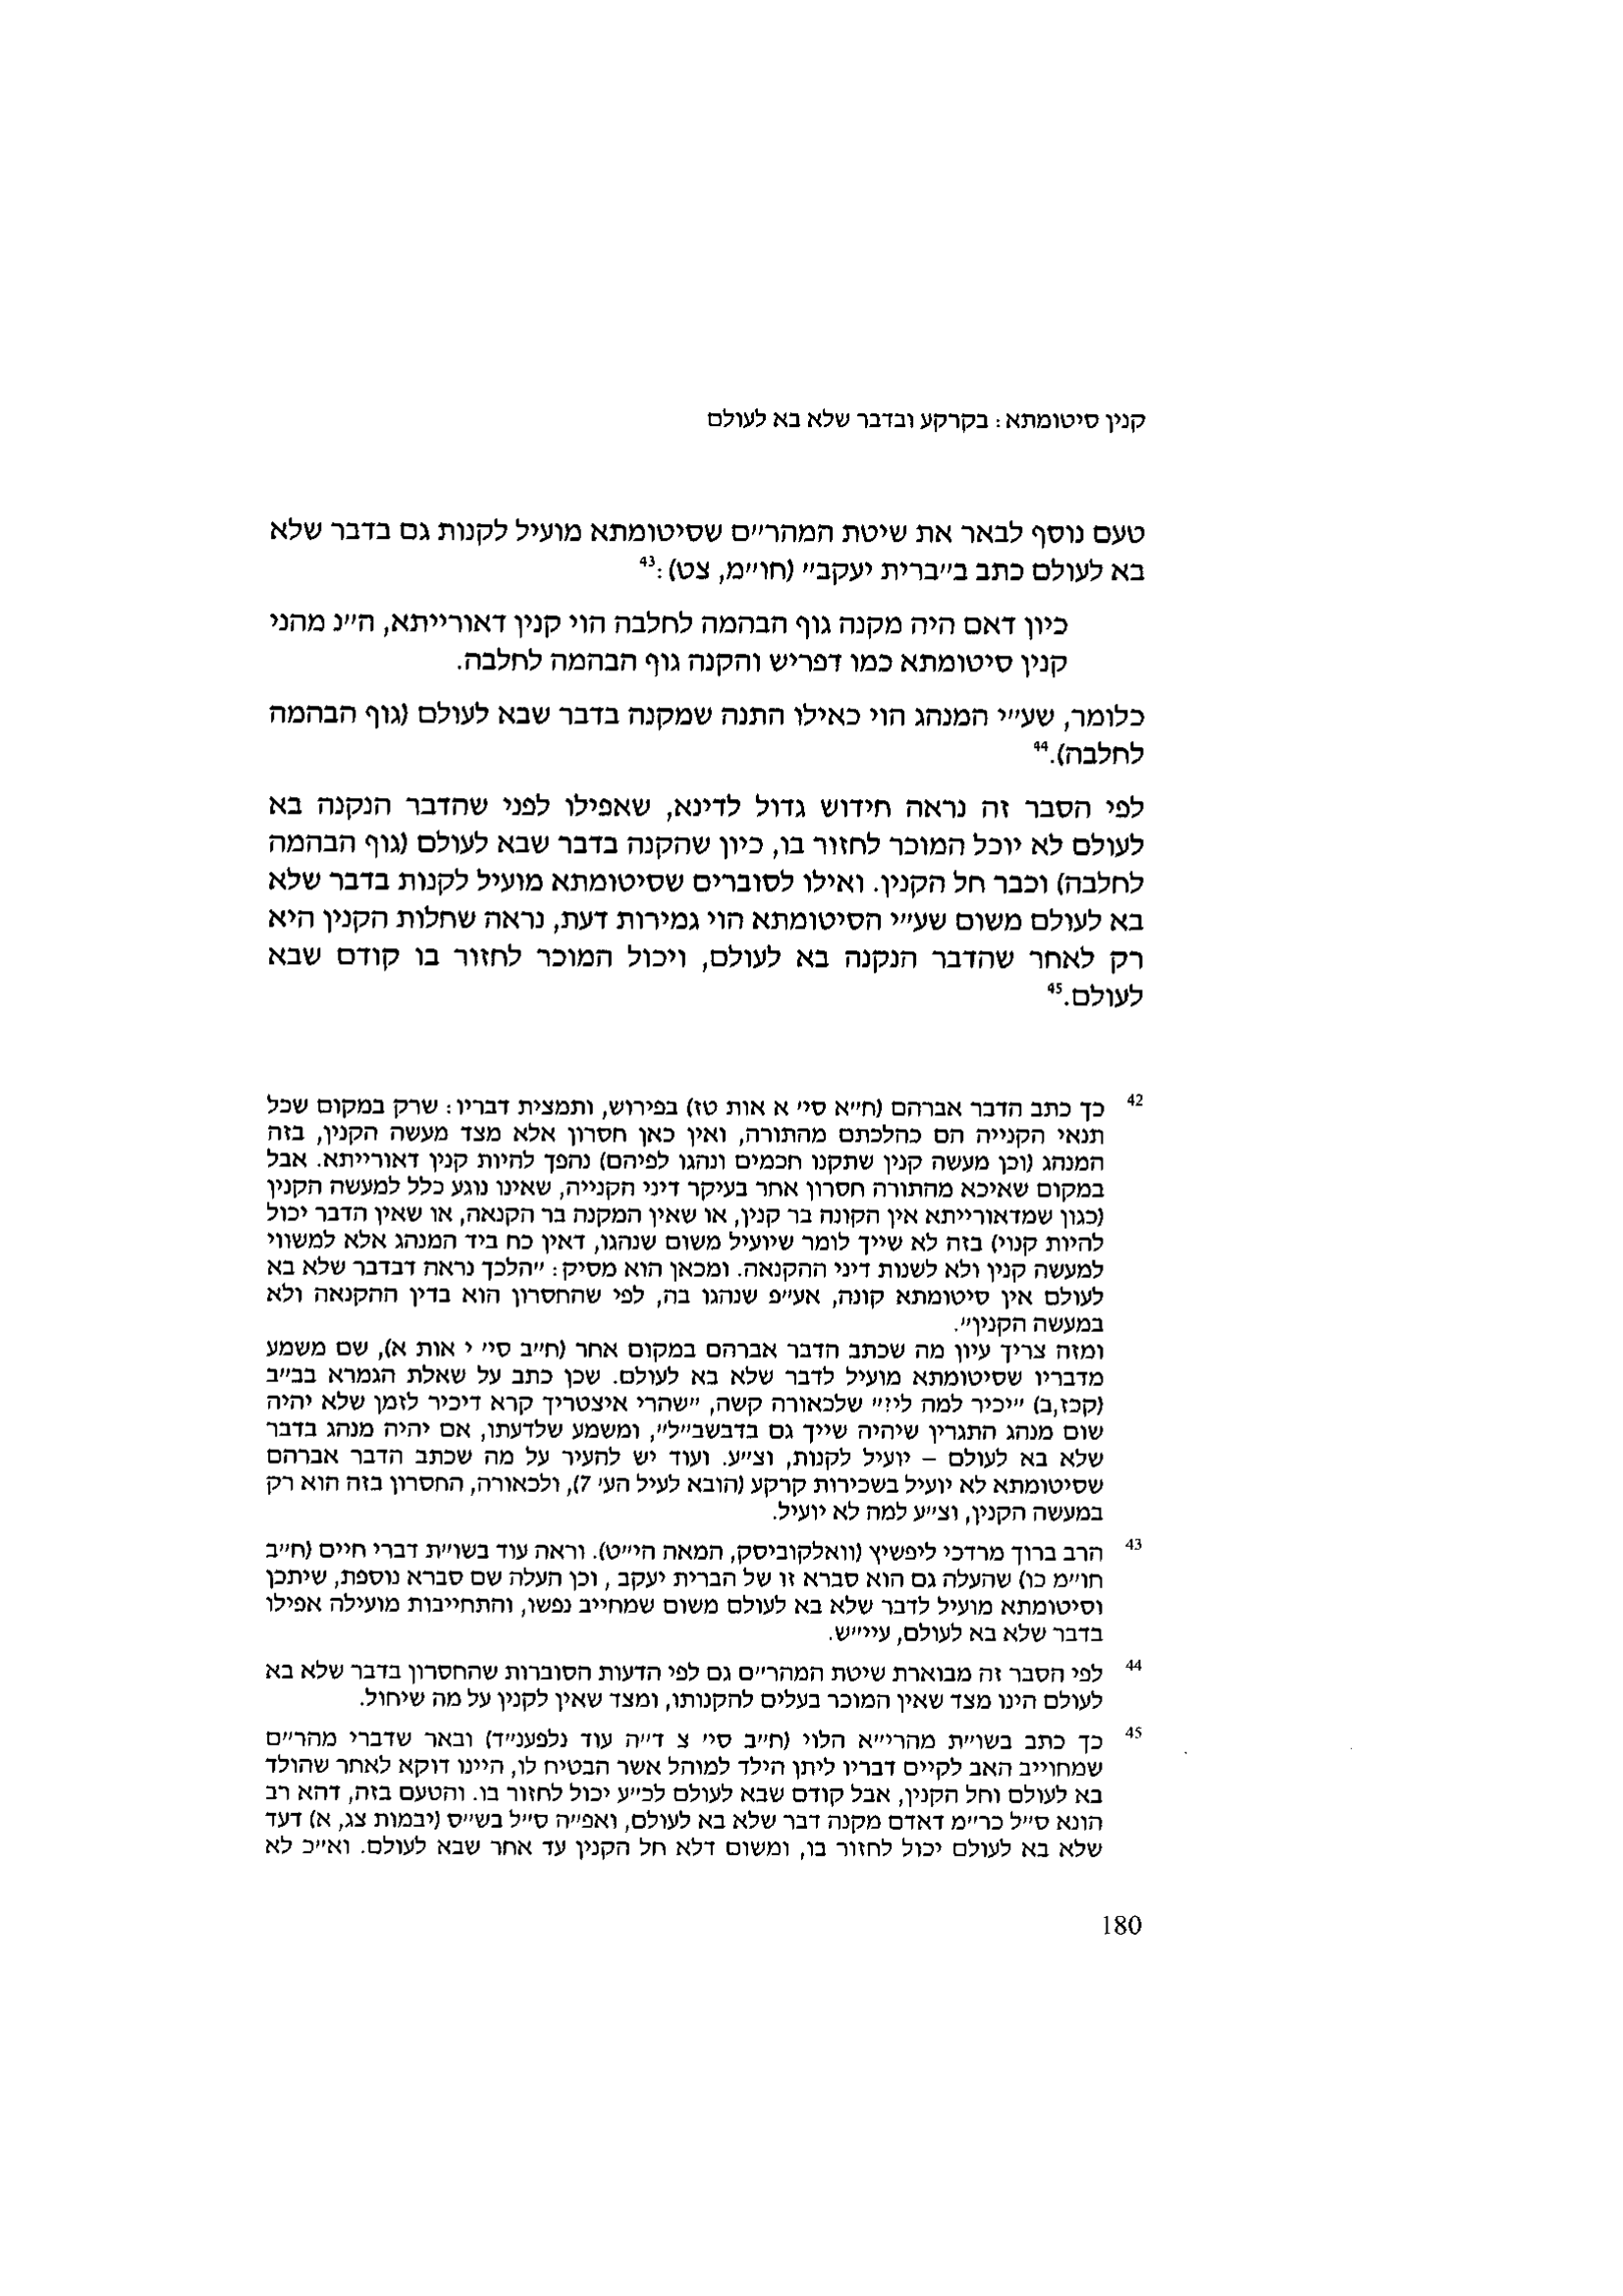 קנין סיטומתא: בקרקע ובדבר שלא בא לעולם
טעם נוסף לבאר את שיטת המהר״ם שסיטומתא מועיל לקנות גם בדבר שלא
בא לעולם כתב ב״ברית יעקב״ (חו״מ, צט):43
כיון דאם היה מקנה גוף הבהמה לחלבה הוי קנין דאורייתא, ה״נ מהני
קנין סיטומתא כמו דפריש והקנה גוף הבהמה לחלבה.
כלומר, שע״י המנהג הוי כאילו התנה שמקנה בדבר שבא לעולם (גוף הבהמה
לחלבה).44
לפי הסבר זה נראה חידוש גדול לדינא, שאפילו לפני שהדבר הנקנה בא
לעולם לא יוכל המוכר לחזור בו, כיון שהקנה בדבר שבא לעולם (גוף הבהמה
לחלבה) וכבר חל הקנין. ואילו לסוברים שסיטומתא מועיל לקנות בדבר שלא
בא לעולם משום שע״י הסיטומתא הוי גמירות דעת, נראה שחלות הקנין היא
רק לאחר שהדבר הנקנה בא לעולם, ויכול המוכר לחזור בו קודם שבא
לעולם.45
42 כך כתב הדבר אברהם (ח״א סי׳ א אות טז) בפירוש, ותמצית דבריו: שרק במקום שכל
תנאי הקנייה הם כהלכתם מהתורה, ואין כאן חסרון אלא מצד מעשה הקנין, בזה
המנהג (וכן מעשה קנין שתקנו חכמים ונהגו לפיהם) נהפך להיות קנין דאורייתא. אבל
במקום שאיכא מהתורה חסרון אחר בעיקר דיני הקנייה, שאינו נוגע כלל למעשה הקנין
(כגון שמדאורייתא אין הקונה בר קנין, או שאין המקנה בר הקנאה, או שאין הדבר יכול
להיות קנוי) בזה לא שייך לומר שיועיל משום שנהגו, דאין כח ביד המנהג אלא למשווי
למעשה קנין ולא לשנות דיני ההקנאה. ומכאן הוא מסיק: ״הלכך נראה דבדבר שלא בא
לעולם אין סיטומתא קונה, אע״פ שנהגו בה, לפי שהחסרון הוא בדין ההקנאה ולא
במעשה הקנין״.
ומזה צריך עיון מה שכתב הדבר אברהם במקום אחר (ח״ב סי׳ י אות א), שם משמע
מדבריו שסיטומתא מועיל לדבר שלא בא לעולם. שכן כתב על שאלת הגמרא בב״ב
(קכז,ב) ״יכיר למה לי?״ שלכאורה קשה, ״שהרי איצטריך קרא דיכיר לזמן שלא יהיה
שום מנהג התגרין שיהיה שייך גם בדבשב״ל״, ומשמע שלדעתו, אם יהיה מנהג בדבר
שלא בא לעולם – יועיל לקנות, וצ״ע. ועוד יש להעיר על מה שכתב הדבר אברהם
שסיטומתא לא יועיל בשכירות קרקע (הובא לעיל הע׳ 7), ולכאורה, החסרון בזה הוא רק
במעשה הקנין, וצ״ע למה לא יועיל.
43 הרב ברוך מרדכי ליפשיץ (וואלקוביסק, המאה הי״ט). וראה עוד בשו״ת דברי חיים (ח״ב
חו״מ כו) שהעלה גם הוא סברא זו של הברית יעקב , וכן העלה שם סברא נוספת, שיתכן
וסיטומתא מועיל לדבר שלא בא לעולם משום שמחייב נפשו, והתחייבות מועילה אפילו
בדבר שלא בא לעולם, עיי״ש.
44 לפי הסבר זה מבוארת שיטת המהר״ם גם לפי הדעות הסוברות שהחסרון בדבר שלא בא
לעולם הינו מצד שאין המוכר בעלים להקנותו, ומצד שאין לקנין על מה שיחול.
45 כך כתב בשו״ת מהרי״א הלוי (ח״ב סי׳ צ ד״ה עוד נלפענ״ד) ובאר שדברי מהר״ם
שמחוייב האב לקיים דבריו ליתן הילד למוהל אשר הבטיח לו, היינו דוקא לאחר שהולד
בא לעולם וחל הקנין, אבל קודם שבא לעולם לכ״ע יכול לחזור בו. והטעם בזה, דהא רב
הונא ס״ל כר״מ דאדם מקנה דבר שלא בא לעולם, ואפ״ה ס״ל בש״ס (יבמות צג, א) דעד
שלא בא לעולם יכול לחזור בו, ומשום דלא חל הקנין עד אחר שבא לעולם. וא״כ לא
180